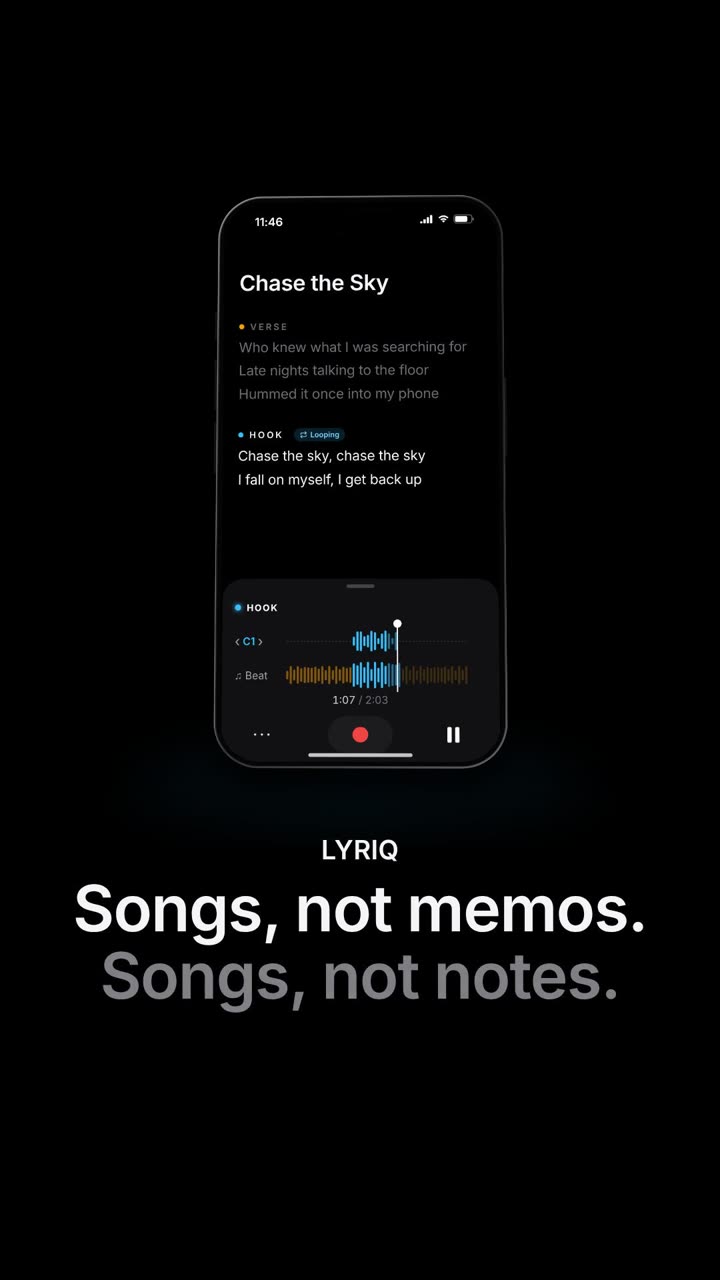 11:46
Chase the Sky
VERSE
Who knew what I was searching for
Late nights talking to the floor
Hummed it once into my phone
HOOK Looping
Chase the sky, chase the sky
I fall on myself, I get back up
HOOK
‹ C1 ›
♫ Beat
1:07 / 2:03
LYRIQ
Songs, not memos.
Songs, not notes.